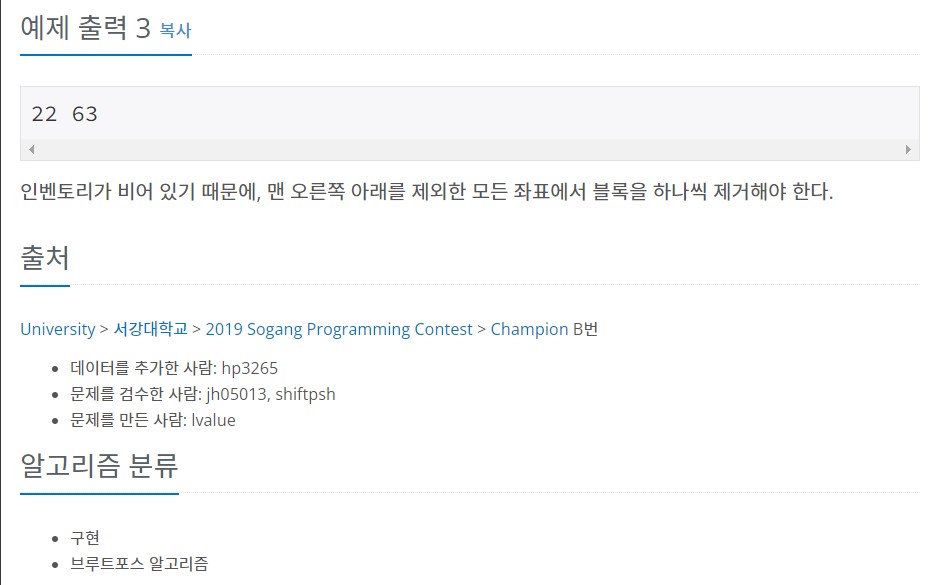 예제 출력 3 복사
22 63
인벤토리가 비어 있기 때문에, 맨 오른쪽 아래를 제외한 모든 좌표에서 블록을 하나씩 제거해야 한다.
출처
University > 서강대학교 > 2019 Sogang Programming Contest > Champion B번
데이터를 추가한 사람: hp3265
문제를 검수한 사람: jh05013, shiftpsh
문제를 만든 사람: lvalue
알고리즘 분류
구현
브루트포스 알고리즘